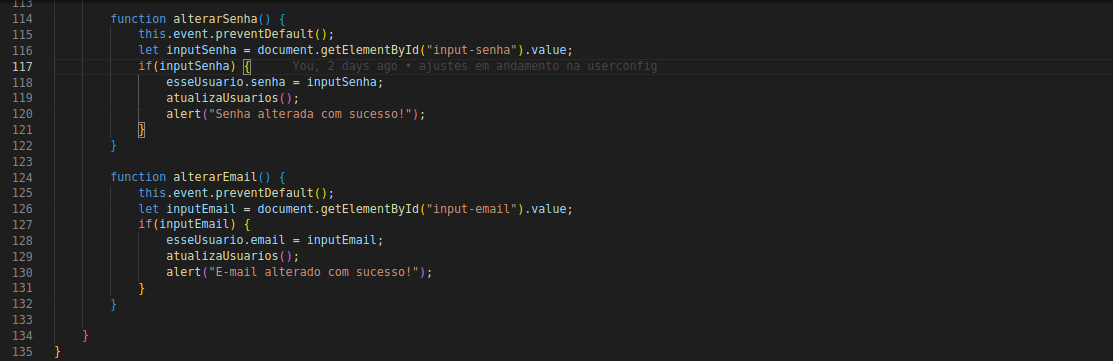 113
114 function alterarSenha() {
115 this.event.preventDefault();
116 let inputSenha = document.getElementById("input-senha").value;
117 if(inputSenha) { You, 2 days ago • ajustes em andamento na userconfig
118 esseUsuario.senha = inputSenha;
119 atualizaUsuarios();
120 alert("Senha alterada com sucesso!");
121 }
122 }
123
124 function alterarEmail() {
125 this.event.preventDefault();
126 let inputEmail = document.getElementById("input-email").value;
127 if(inputEmail) {
128 esseUsuario.email = inputEmail;
129 atualizaUsuarios();
130 alert("E-mail alterado com sucesso!");
131 }
132 }
133
134 }
135 }